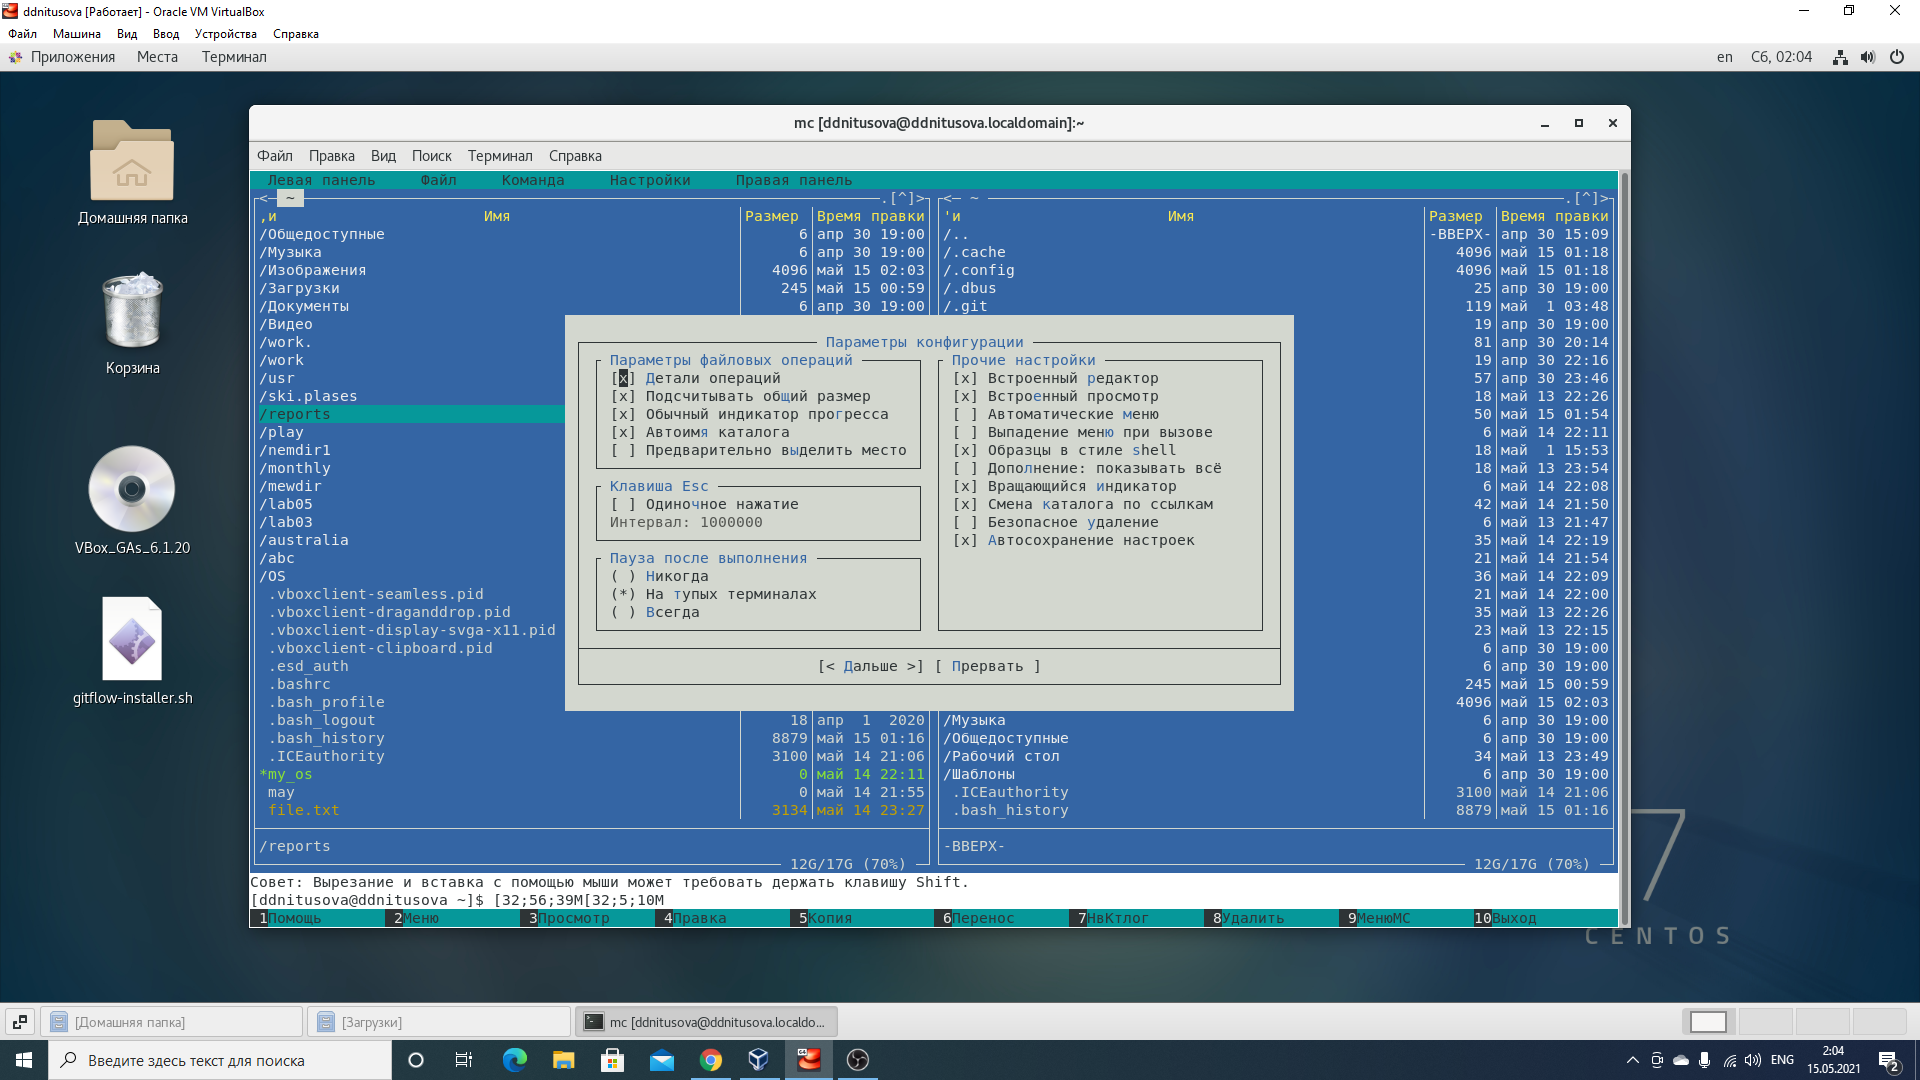 ddnitusova [Работает] - Oracle VM VirtualBox
Файл Машина Вид Ввод Устройства Справка
Приложения Места Терминал en Сб, 02:04
Домашняя папка
Корзина
VBox_GAs_6.1.20
gitflow-installer.sh
mc [ddnitusova@ddnitusova.localdomain]:~
Файл Правка Вид Поиск Терминал Справка
Левая панель Файл Команда Настройки Правая панель
<─ ~ .[^]>
,и Имя Размер Время правки
/Общедоступные 6 апр 30 19:00
/Музыка 6 апр 30 19:00
/Изображения 4096 май 15 02:03
/Загрузки 245 май 15 00:59
/Документы 6 апр 30 19:00
/Видео
/work.
/work
/usr
/ski.plases
/reports
/play
/nemdir1
/monthly
/mewdir
/lab05
/lab03
/australia
/abc
/OS
.vboxclient-seamless.pid
.vboxclient-draganddrop.pid
.vboxclient-display-svga-x11.pid
.vboxclient-clipboard.pid
.esd_auth
.bashrc
.bash_profile
.bash_logout 18 апр 1 2020
.bash_history 8879 май 15 01:16
.ICEauthority 3100 май 14 21:06
*my_os 0 май 14 22:11
may 0 май 14 21:55
file.txt 3134 май 14 23:27
/reports
12G/17G (70%)
<─ ~ .[^]>
'и Имя Размер Время правки
/.. -ВВЕРХ- апр 30 15:09
/.cache 4096 май 15 01:18
/.config 4096 май 15 01:18
/.dbus 25 апр 30 19:00
/.git 119 май 1 03:48
19 апр 30 19:00
81 апр 30 20:14
19 апр 30 22:16
57 апр 30 23:46
18 май 13 22:26
50 май 15 01:54
6 май 14 22:11
18 май 1 15:53
18 май 13 23:54
6 май 14 22:08
42 май 14 21:50
6 май 13 21:47
35 май 14 22:19
21 май 14 21:54
36 май 14 22:09
21 май 14 22:00
35 май 13 22:26
23 май 13 22:15
6 апр 30 19:00
6 апр 30 19:00
245 май 15 00:59
4096 май 15 02:03
/Музыка 6 апр 30 19:00
/Общедоступные 6 апр 30 19:00
/Рабочий стол 34 май 13 23:49
/Шаблоны 6 апр 30 19:00
.ICEauthority 3100 май 14 21:06
.bash_history 8879 май 15 01:16
-ВВЕРХ-
12G/17G (70%)
Параметры конфигурации
Параметры файловых операций
[x] Детали операций
[x] Подсчитывать общий размер
[x] Обычный индикатор прогресса
[x] Автоимя каталога
[ ] Предварительно выделить место
Клавиша Esc
[ ] Одиночное нажатие
Интервал: 1000000
Пауза после выполнения
( ) Никогда
(*) На тупых терминалах
( ) Всегда
Прочие настройки
[x] Встроенный редактор
[x] Встроенный просмотр
[ ] Автоматические меню
[ ] Выпадение меню при вызове
[x] Образцы в стиле shell
[ ] Дополнение: показывать всё
[x] Вращающийся индикатор
[x] Смена каталога по ссылкам
[ ] Безопасное удаление
[x] Автосохранение настроек
[< Дальше >] [ Прервать ]
Совет: Вырезание и вставка с помощью мыши может требовать держать клавишу Shift.
[ddnitusova@ddnitusova ~]$ [32;56;39M[32;5;10M
1Помощь 2Меню 3Просмотр 4Правка 5Копия 6Перенос 7НвКтлог 8Удалить 9МенюМС 10Выход
7
CENTOS
[Домашняя папка] [Загрузки] mc [ddnitusova@ddnitusova.localdo...
Введите здесь текст для поиска ENG 2:04
15.05.2021
2